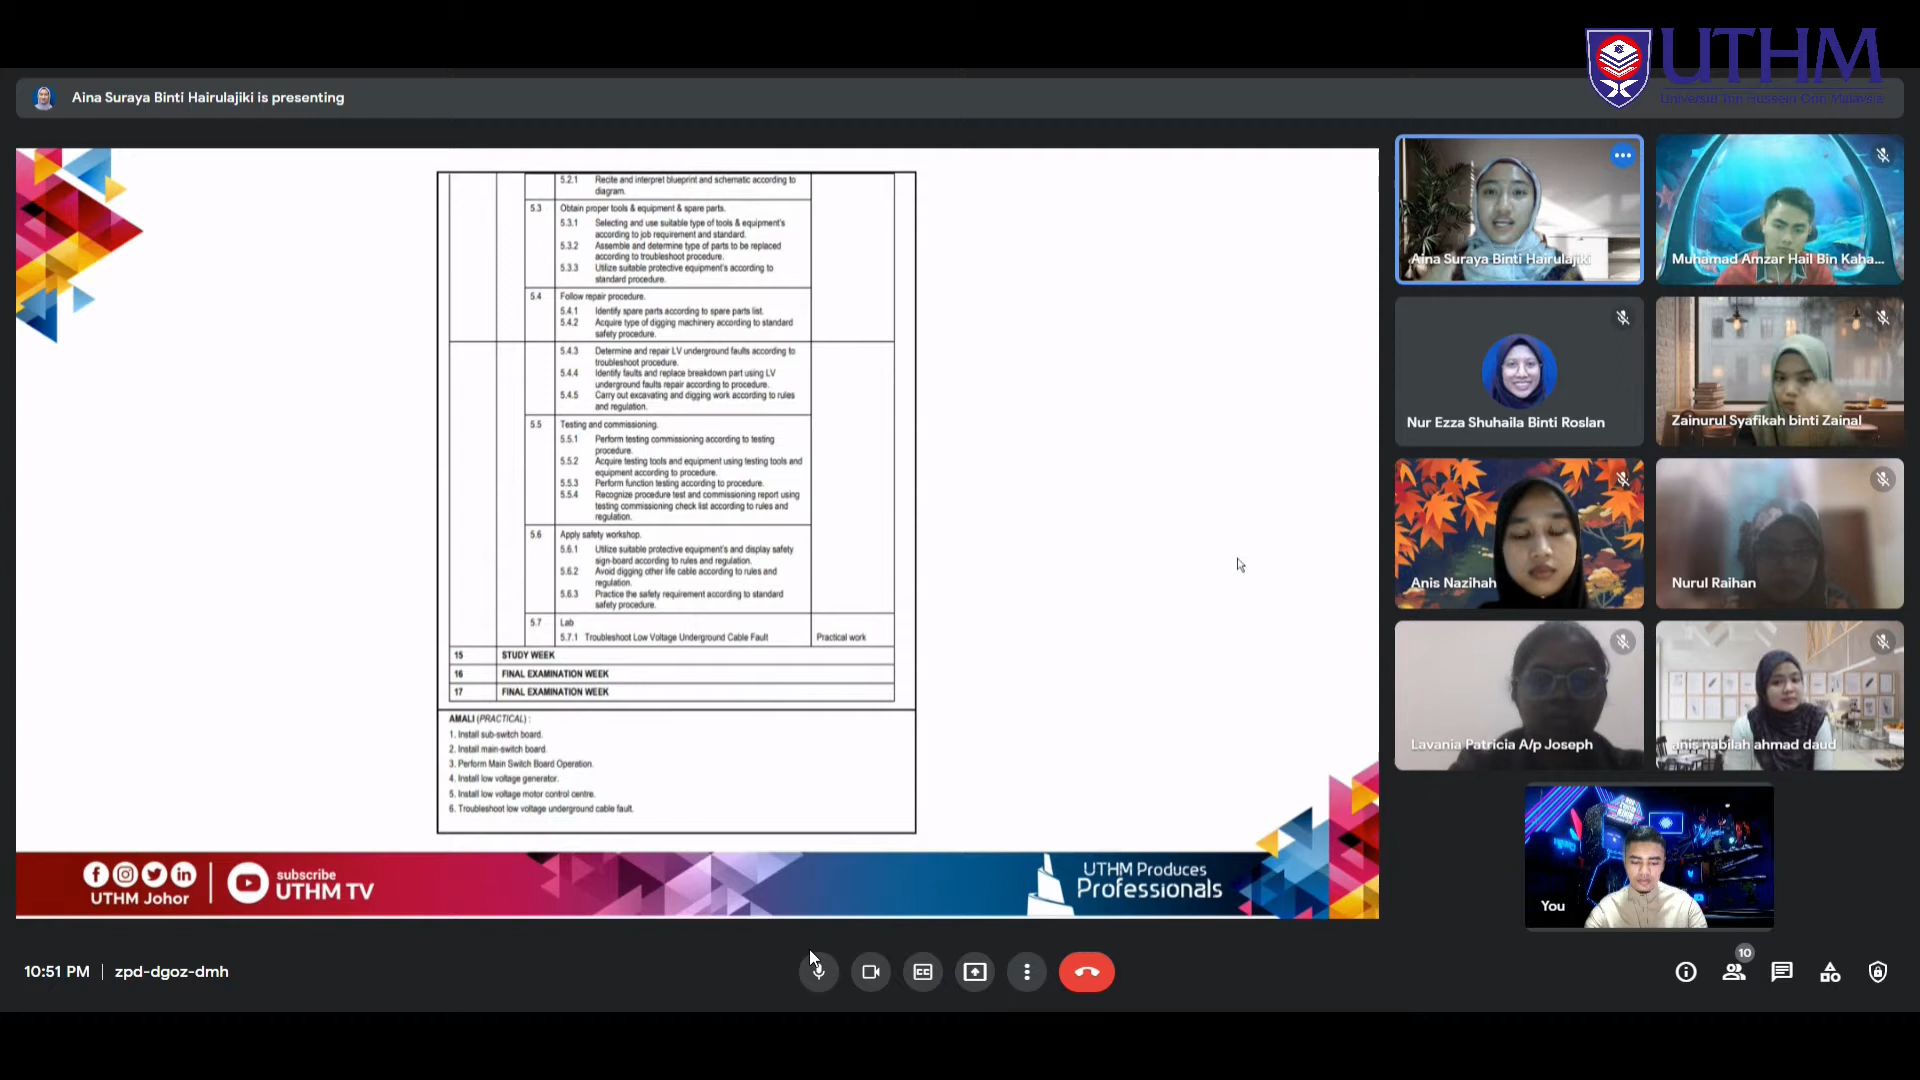 UTHM
Universiti Tun Hussein Onn Malaysia
Aina Suraya Binti Hairulajiki is presenting
5.2.1 Recite and interpret blueprint and schematic according to
diagram.
5.3 Obtain proper tools & equipment & spare parts.
5.3.1 Selecting and use suitable type of tools & equipment's
according to job requirement and standard.
5.3.2 Assemble and determine type of parts to be replaced
according to troubleshoot procedure.
5.3.3 Utilize suitable protective equipment's according to
standard procedure.
5.4 Follow repair procedure.
5.4.1 Identify spare parts according to spare parts list.
5.4.2 Acquire type of digging machinery according to standard
safety procedure.
5.4.3 Determine and repair LV underground faults according to
troubleshoot procedure.
5.4.4 Identify faults and replace breakdown part using LV
underground faults repair according to procedure.
5.4.5 Carry out excavating and digging work according to rules
and regulation.
5.5 Testing and commissioning.
5.5.1 Perform testing commissioning according to testing
procedure.
5.5.2 Acquire testing tools and equipment using testing tools and
equipment according to procedure.
5.5.3 Perform function testing according to procedure.
5.5.4 Recognize procedure test and commissioning report using
testing commissioning check list according to rules and
regulation.
5.6 Apply safety workshop.
5.6.1 Utilize suitable protective equipment's and display safety
sign-board according to rules and regulation.
5.6.2 Avoid digging other life cable according to rules and
regulation.
5.6.3 Practice the safety requirement according to standard
safety procedure.
5.7 Lab
5.7.1 Troubleshoot Low Voltage Underground Cable Fault Practical work
15 STUDY WEEK
16 FINAL EXAMINATION WEEK
17 FINAL EXAMINATION WEEK
AMALI (PRACTICAL) :
1. Install sub-switch board.
2. Install main-switch board.
3. Perform Main Switch Board Operation.
4. Install low voltage generator.
5. Install low voltage motor control centre.
6. Troubleshoot low voltage underground cable fault.
UTHM Johor
subscribe
UTHM TV
UTHM Produces
Professionals
Aina Suraya Binti Hairulajiki
Muhamad Amzar Hail Bin Kaha...
Nur Ezza Shuhaila Binti Roslan
Zainurul Syafikah binti Zainal
Anis Nazihah
Nurul Raihan
Lavania Patricia A/p Joseph
anis nabilah ahmad daud
You
10:51 PM | zpd-dgoz-dmh
CC
10